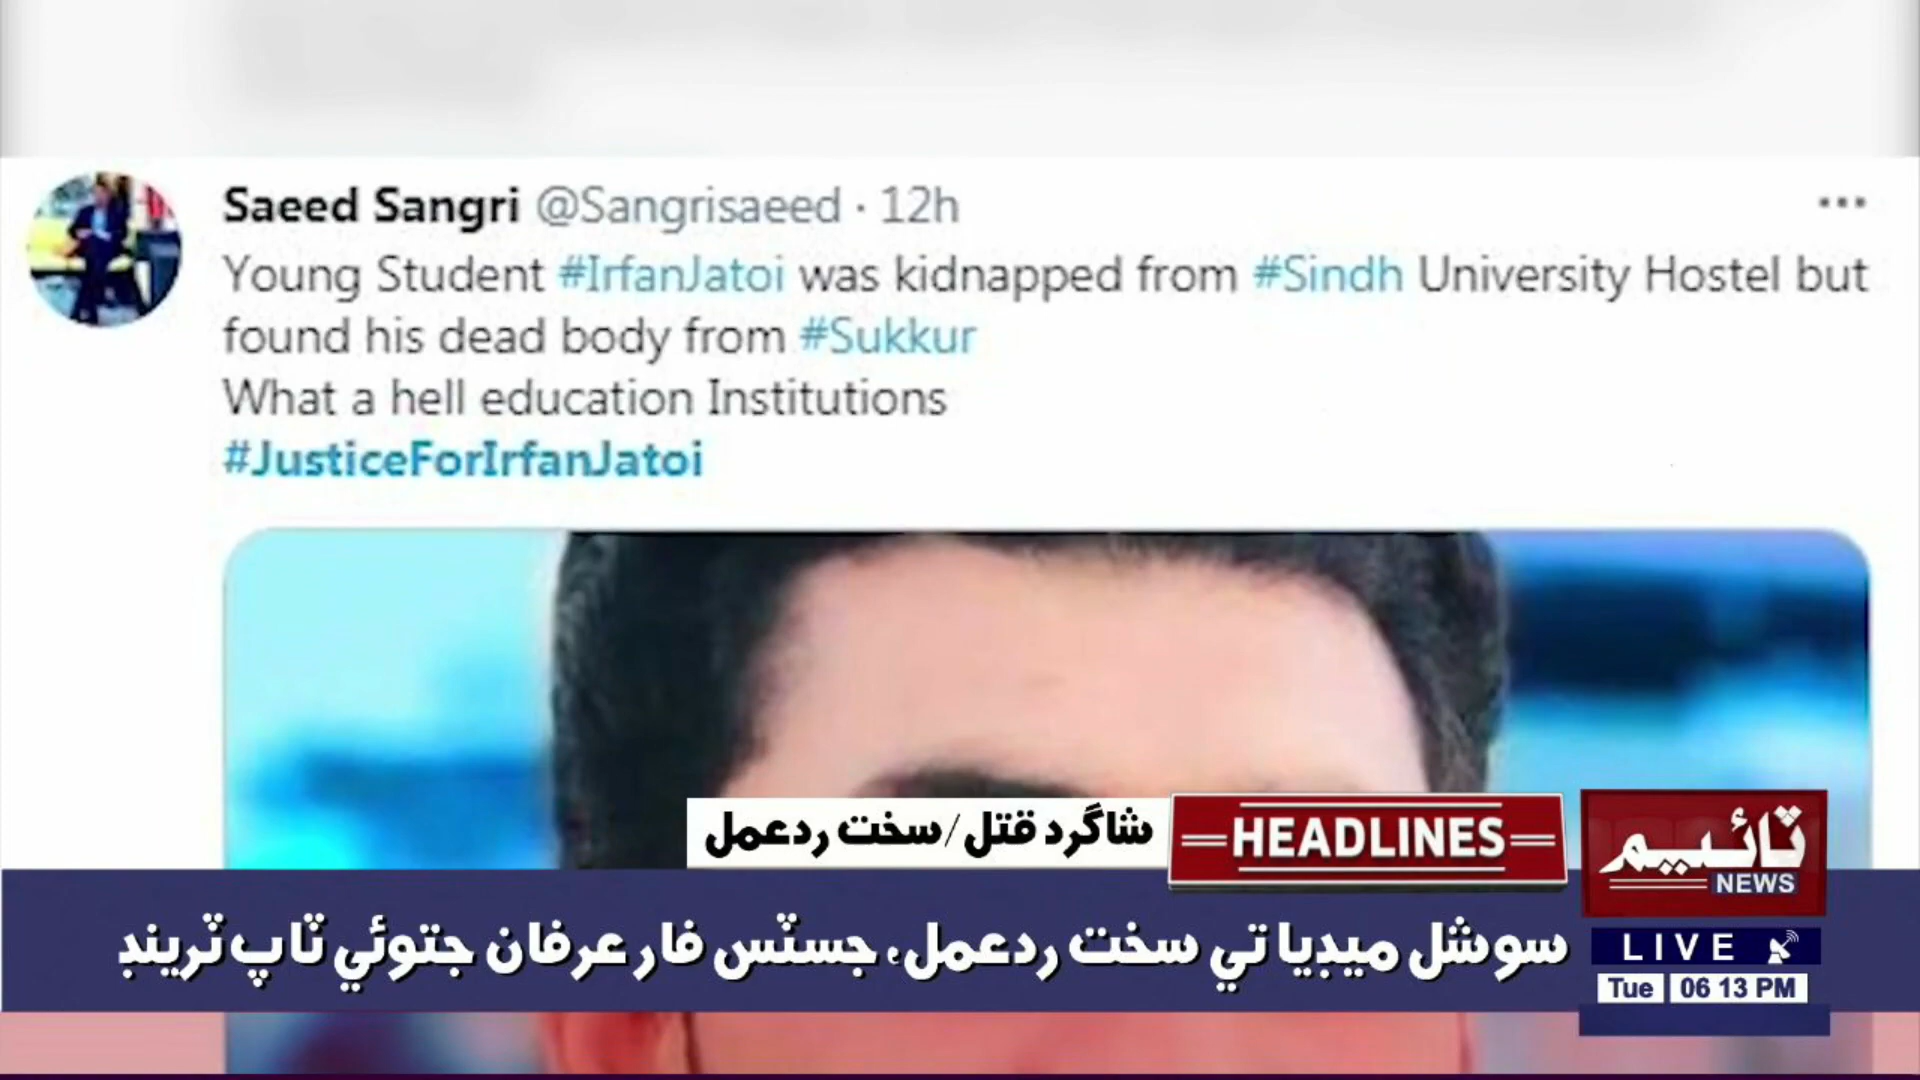 Saeed Sangri @Sangrisaeed · 12h
Young Student #IrfanJatoi was kidnapped from #Sindh University Hostel but
found his dead body from #Sukkur
What a hell education Institutions
#JusticeForIrfanJatoi
شاگرد قتل/سخت ردعمل
HEADLINES
سوشل ميڊيا تي سخت ردعمل، جسٽس فار عرفان جتوئي ٽاپ ٽرينڊ
ٽائيم
NEWS
LIVE
Tue 06 13 PM